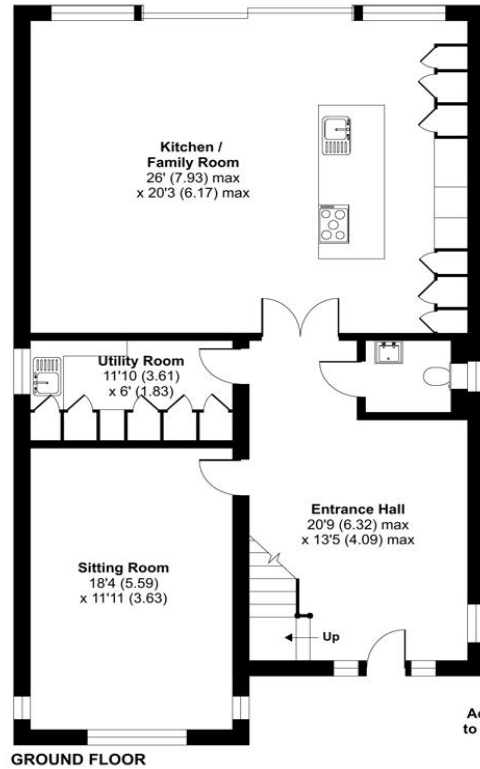 Kitchen /
Family Room
26' (7.93) max
x 20'3 (6.17) max
Utility Room
11'10 (3.61)
x 6' (1.83)
Entrance Hall
20'9 (6.32) max
x 13'5 (4.09) max
Sitting Room
18'4 (5.59)
x 11'11 (3.63)
Up
to
GROUND FLOOR